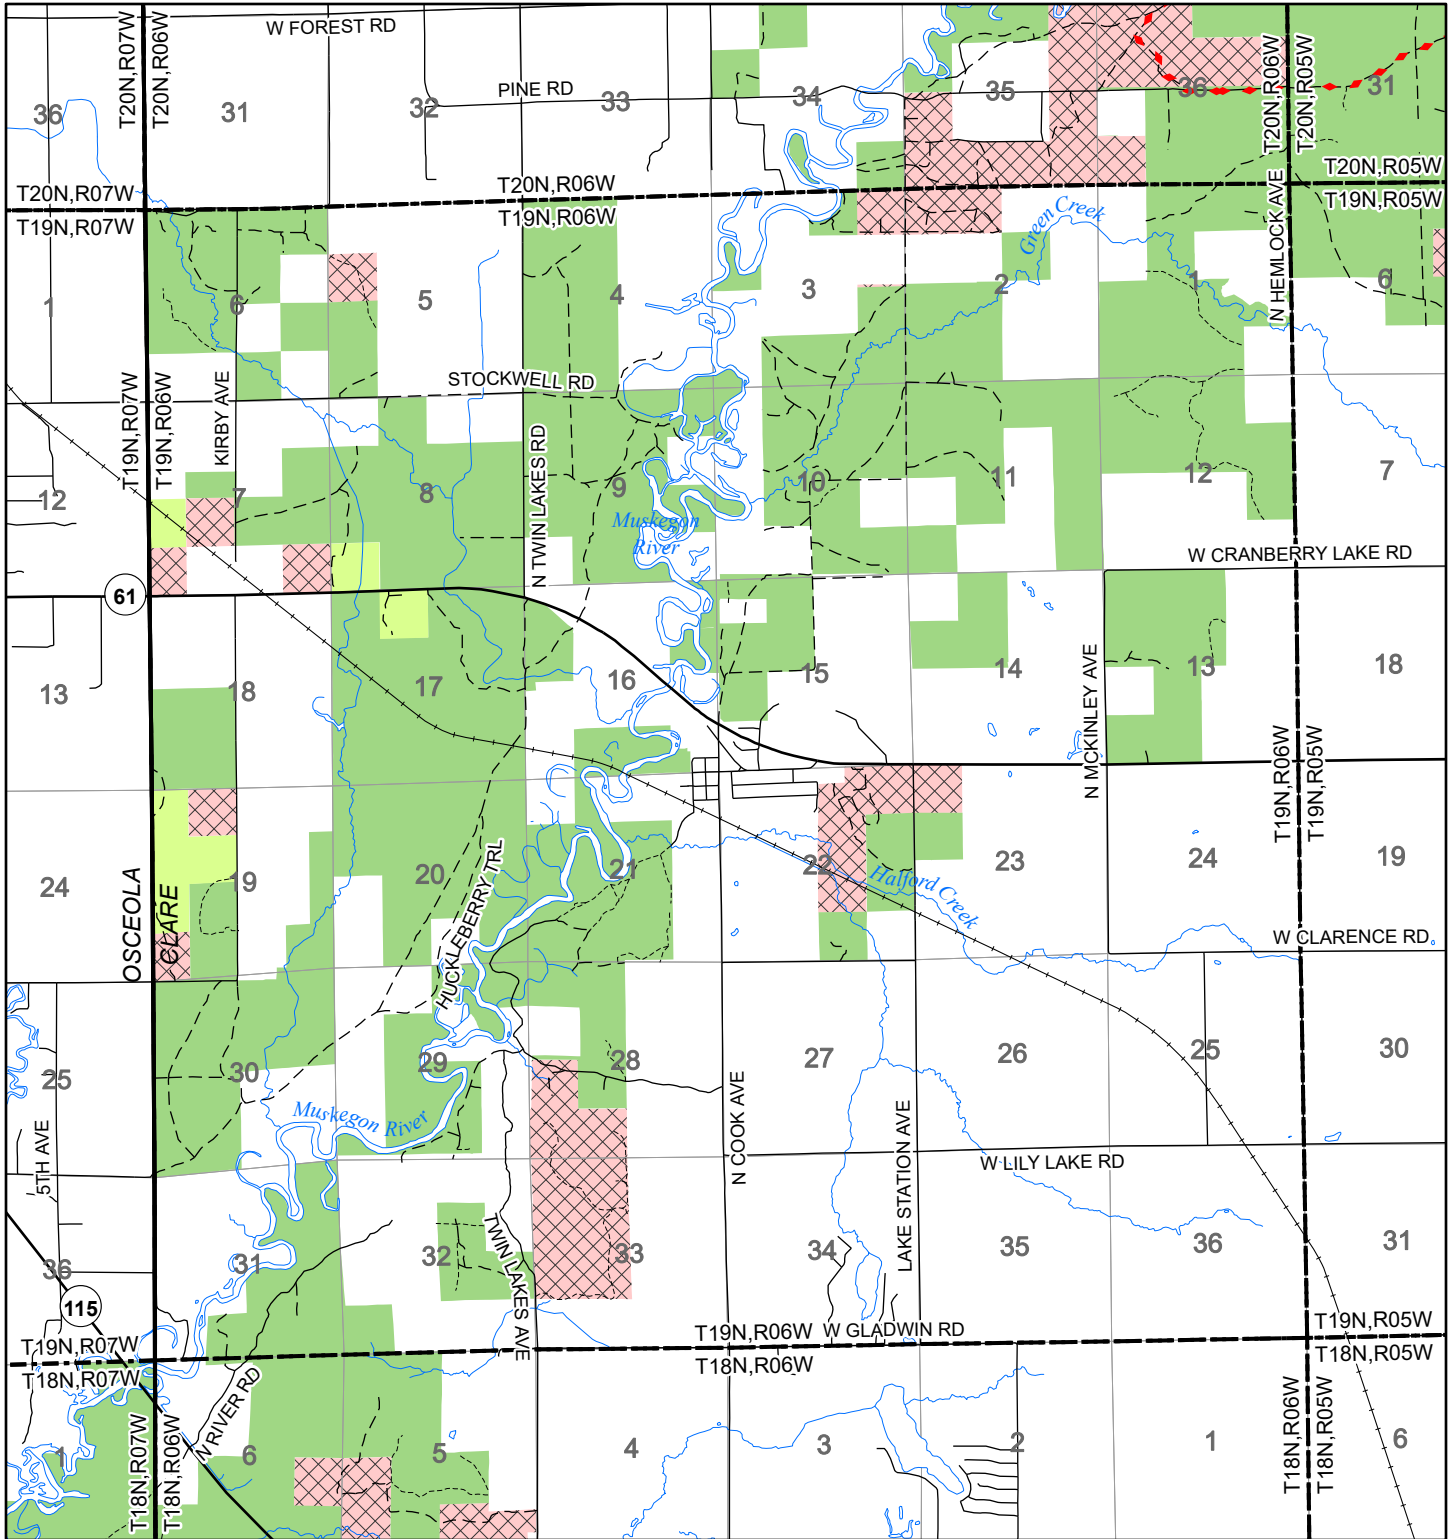 W FOREST RD
T20N,R07W
T20N,R06W
T20N,R06W
T20N,R05W
PINE RD
36
31
32
33
34
35
36
31
T20N,R07W
T20N,R06W
T20N,R05W
T19N,R07W
T19N,R06W
T19N,R05W
Green Creek
N HEMLOCK AVE
1
6
5
4
3
2
1
6
STOCKWELL RD
T19N,R07W
T19N,R06W
KIRBY AVE
N TWIN LAKES RD
12
7
8
9
10
11
12
7
Muskegon
River
W CRANBERRY LAKE RD
61
13
18
17
16
15
14
13
18
N MCKINLEY AVE
T19N,R06W
T19N,R05W
24
19
20
21
22
23
24
19
OSCEOLA
CLARE
HUCKLEBERRY TRL
Halford Creek
W CLARENCE RD
25
30
29
28
27
26
25
30
Muskegon River
5TH AVE
N COOK AVE
LAKE STATION AVE
W LILY LAKE RD
36
31
32
33
34
35
36
31
TWIN LAKES AVE
115
T19N,R07W
T19N,R06W
W GLADWIN RD
T19N,R05W
T18N,R07W
T18N,R06W
T18N,R05W
N RIVER RD
T18N,R07W
T18N,R06W
T18N,R06W
T18N,R05W
1
6
5
4
3
2
1
6